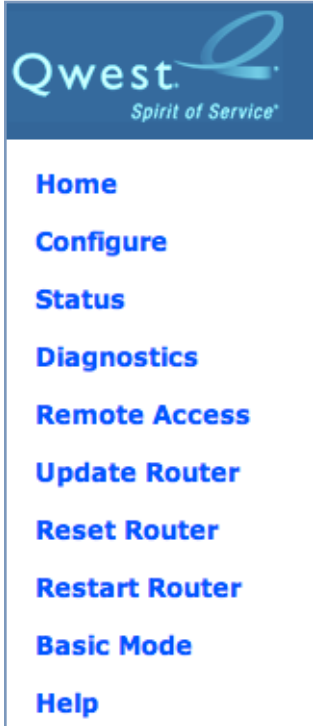 Qwest.
Spirit of Service®
Home
Configure
Status
Diagnostics
Remote Access
Update Router
Reset Router
Restart Router
Basic Mode
Help